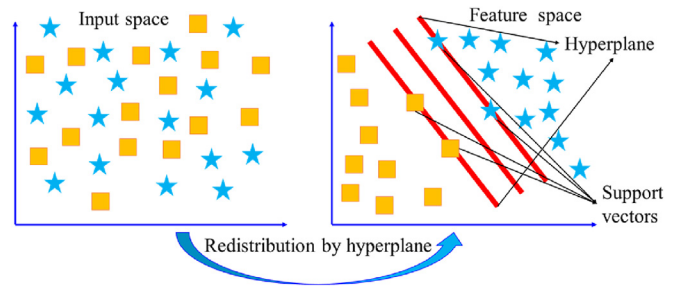 Input space
Feature space
Hyperplane
Support
vectors
Redistribution by hyperplane